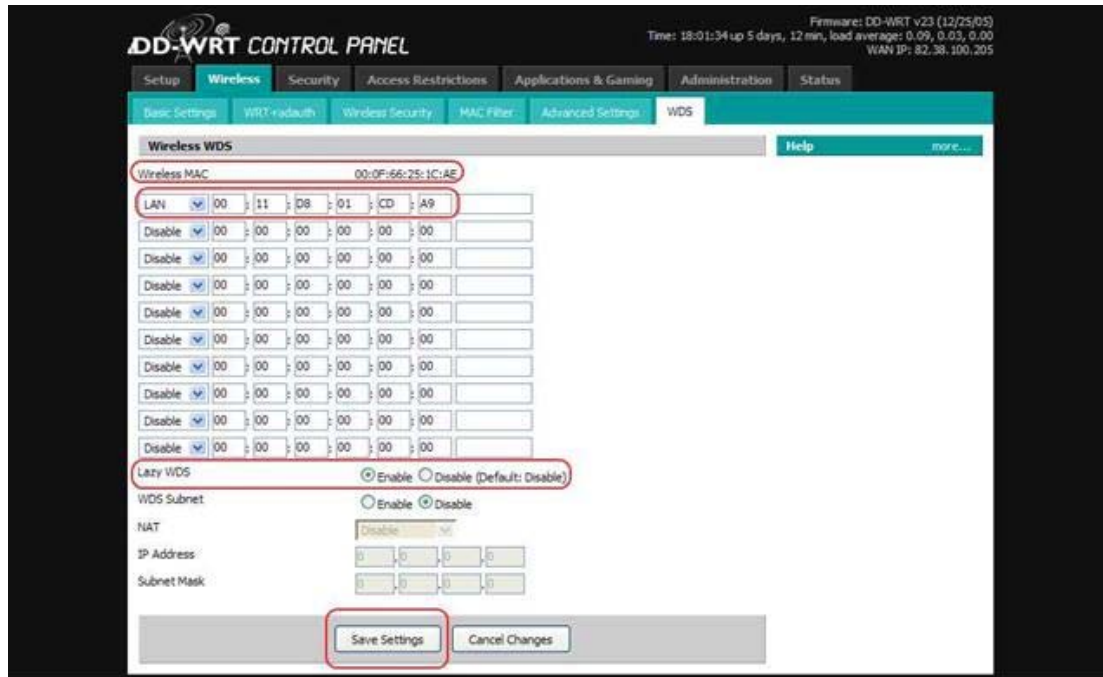 Firmware: DD-WRT v23 (12/25/05)
DD-WRT CONTROL PANEL
Time: 18:01:34 up 5 days, 12 min, load average: 0.09, 0.03, 0.00
WAN IP: 82.38.100.205
Setup Wireless Security Access Restrictions Applications & Gaming Administration Status
Basic Settings WRT-radauth Wireless Security MAC Filter Advanced Settings WDS
Wireless WDS Help more...
Wireless MAC 00:0F:66:25:1C:AE
LAN 00 : 11 : D8 : 01 : CD : A9
Disable 00 : 00 : 00 : 00 : 00 : 00
Disable 00 : 00 : 00 : 00 : 00 : 00
Disable 00 : 00 : 00 : 00 : 00 : 00
Disable 00 : 00 : 00 : 00 : 00 : 00
Disable 00 : 00 : 00 : 00 : 00 : 00
Disable 00 : 00 : 00 : 00 : 00 : 00
Disable 00 : 00 : 00 : 00 : 00 : 00
Disable 00 : 00 : 00 : 00 : 00 : 00
Disable 00 : 00 : 00 : 00 : 00 : 00
Lazy WDS Enable Disable (Default: Disable)
WDS Subnet Enable Disable
NAT Disable
IP Address 0 . 0 . 0 . 0
Subnet Mask 0 . 0 . 0 . 0
Save Settings Cancel Changes